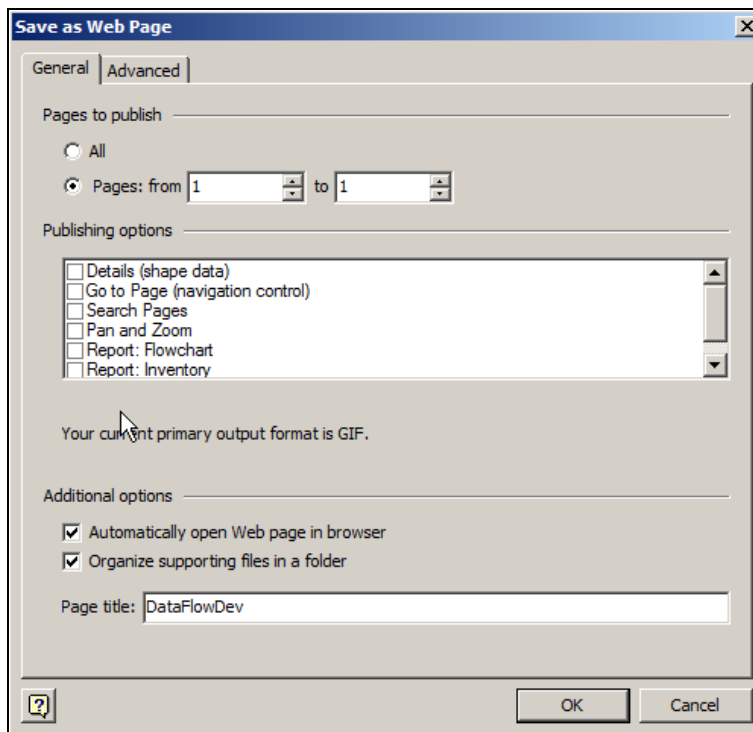 Save as Web Page
General Advanced
Pages to publish
All
Pages: from 1 to 1
Publishing options
Details (shape data)
Go to Page (navigation control)
Search Pages
Pan and Zoom
Report: Flowchart
Report: Inventory
Your current primary output format is GIF.
Additional options
Automatically open Web page in browser
Organize supporting files in a folder
Page title: DataFlowDev
OK Cancel